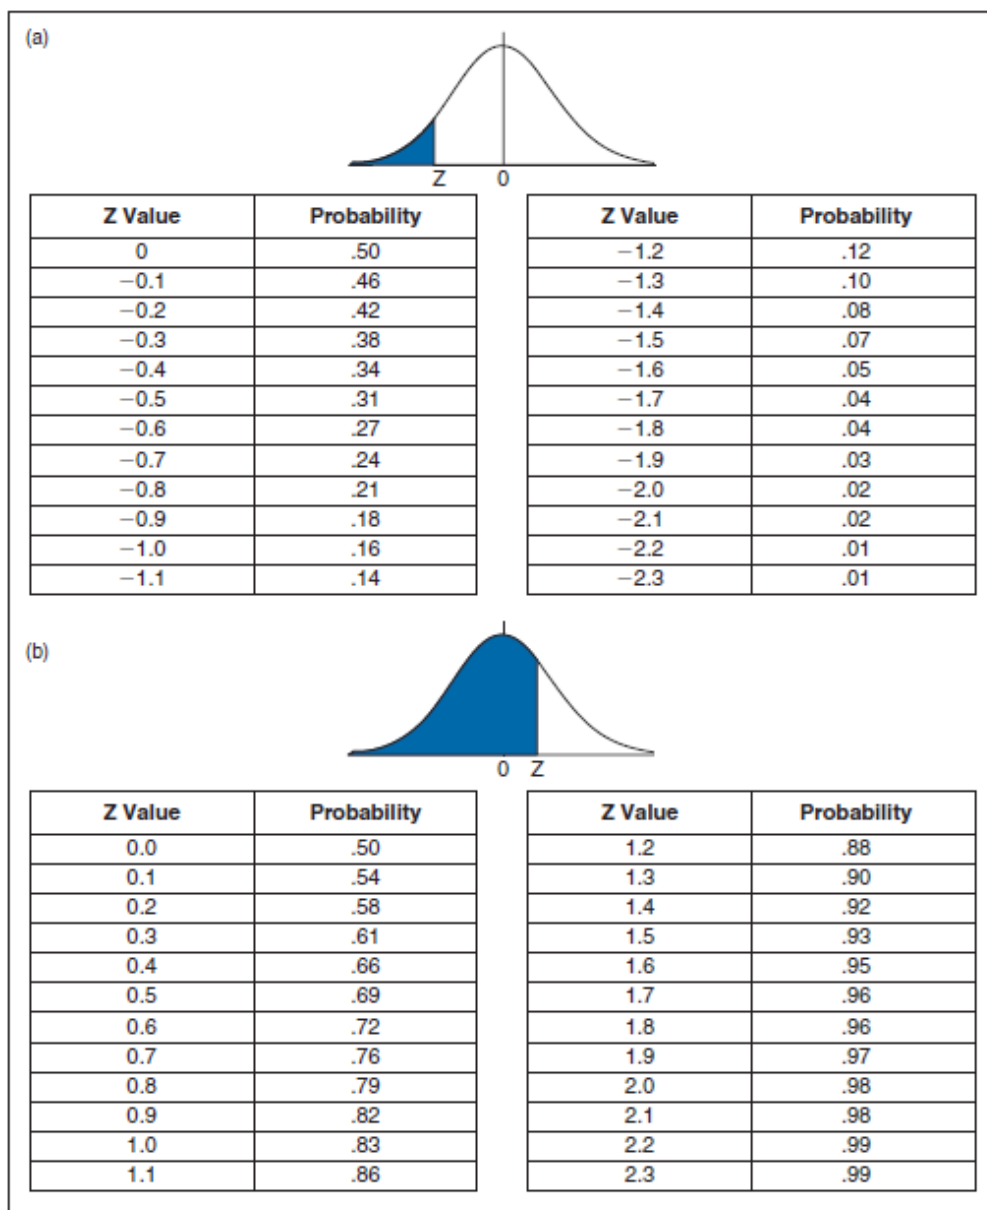 (a)
Z 0
Z Value Probability Z Value Probability
0 .50 −1.2 .12
−0.1 .46 −1.3 .10
−0.2 .42 −1.4 .08
−0.3 .38 −1.5 .07
−0.4 .34 −1.6 .05
−0.5 .31 −1.7 .04
−0.6 .27 −1.8 .04
−0.7 .24 −1.9 .03
−0.8 .21 −2.0 .02
−0.9 .18 −2.1 .02
−1.0 .16 −2.2 .01
−1.1 .14 −2.3 .01
(b)
0 Z
Z Value Probability Z Value Probability
0.0 .50 1.2 .88
0.1 .54 1.3 .90
0.2 .58 1.4 .92
0.3 .61 1.5 .93
0.4 .66 1.6 .95
0.5 .69 1.7 .96
0.6 .72 1.8 .96
0.7 .76 1.9 .97
0.8 .79 2.0 .98
0.9 .82 2.1 .98
1.0 .83 2.2 .99
1.1 .86 2.3 .99